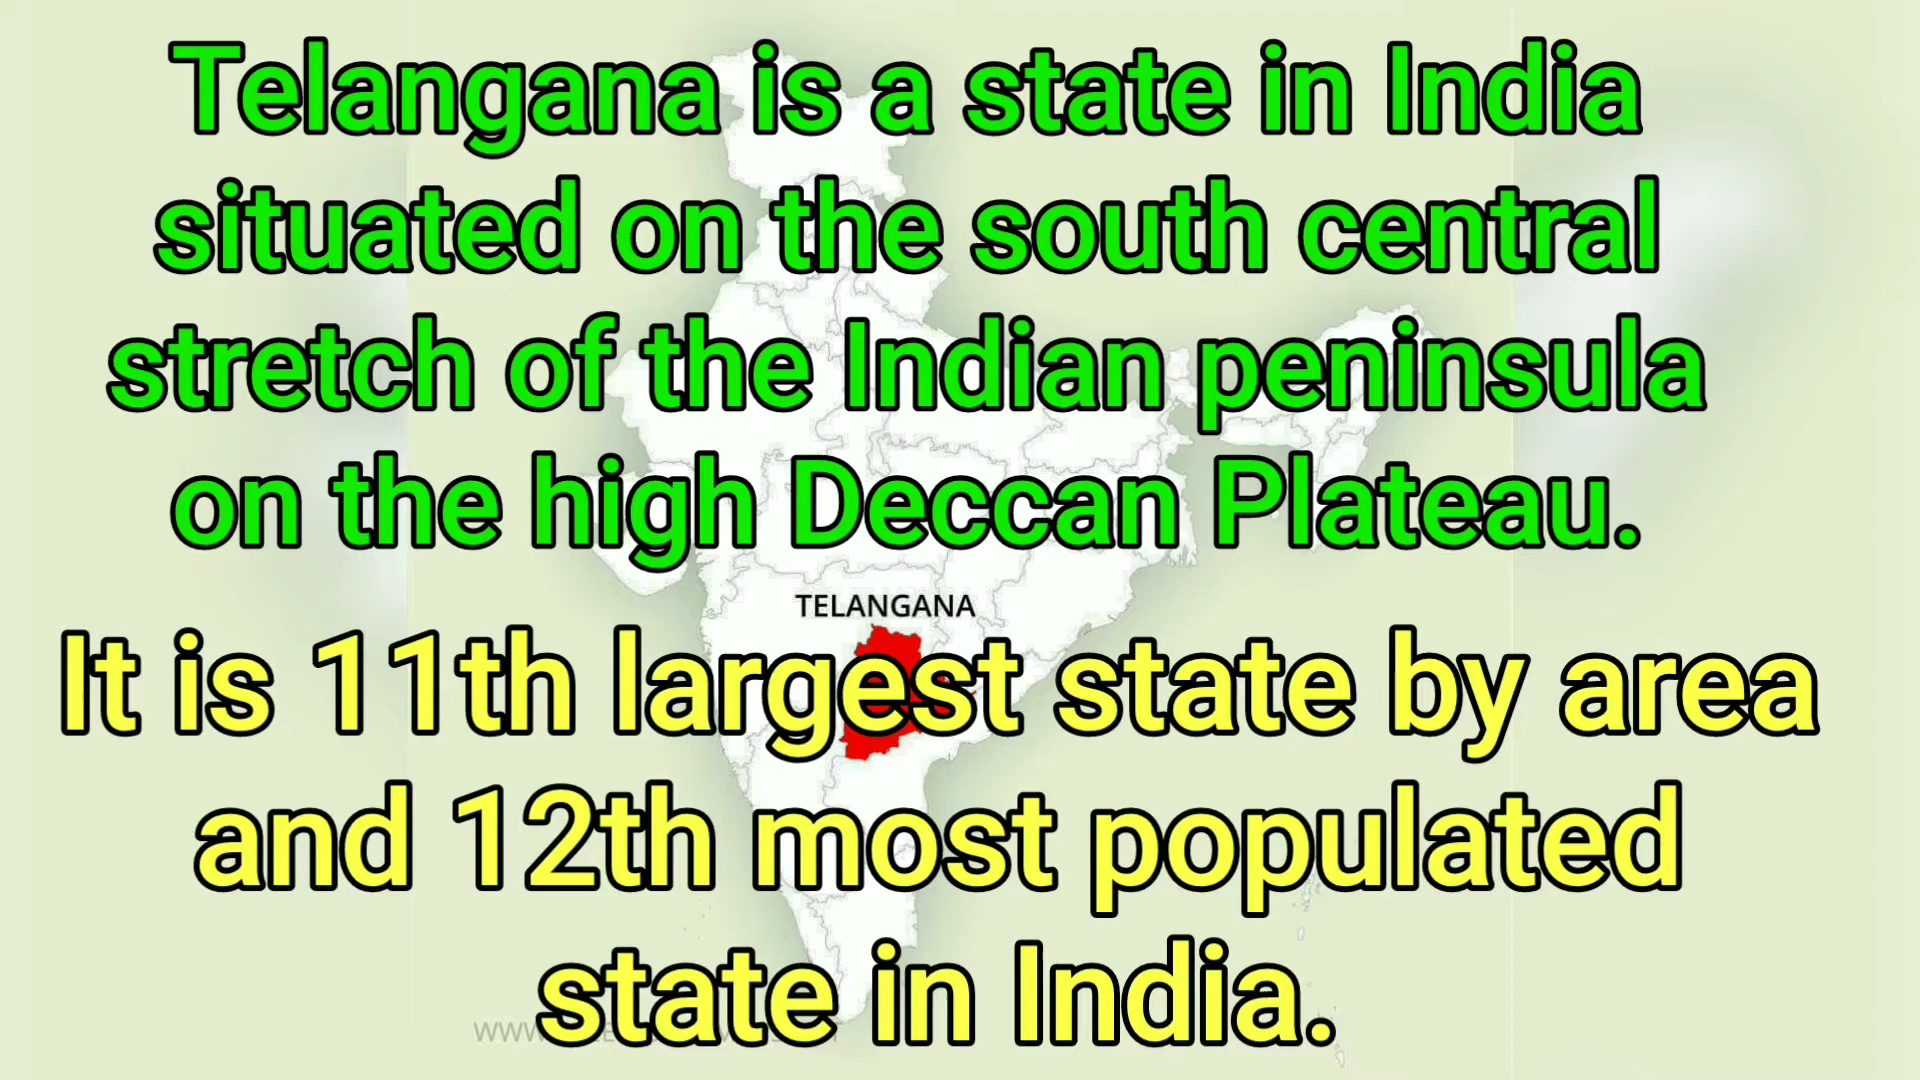 Telangana is a state in India
situated on the south central
stretch of the Indian peninsula
on the high Deccan Plateau.
TELANGANA
It is 11th largest state by area
and 12th most populated
state in India.